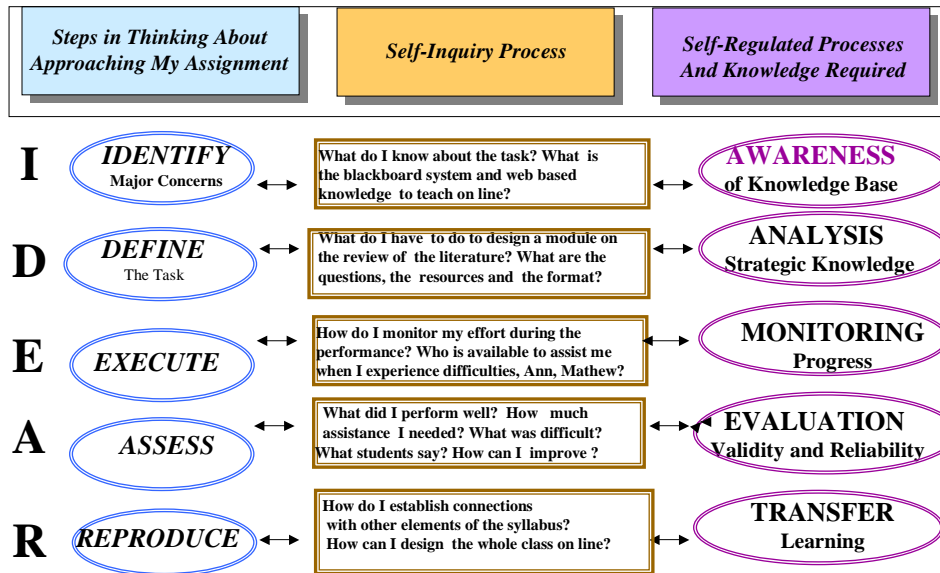 Steps in Thinking About
Approaching My Assignment
Self-Inquiry Process
Self-Regulated Processes
And Knowledge Required
I
IDENTIFY
Major Concerns
What do I know about the task? What is
the blackboard system and web based
knowledge to teach on line?
AWARENESS
of Knowledge Base
D
DEFINE
The Task
What do I have to do to design a module on
the review of the literature? What are the
questions, the resources and the format?
ANALYSIS
Strategic Knowledge
E
EXECUTE
How do I monitor my effort during the
performance? Who is available to assist me
when I experience difficulties, Ann, Mathew?
MONITORING
Progress
A
ASSESS
What did I perform well? How much
assistance I needed? What was difficult?
What students say? How can I improve ?
EVALUATION
Validity and Reliability
R
REPRODUCE
How do I establish connections
with other elements of the syllabus?
How can I design the whole class on line?
TRANSFER
Learning